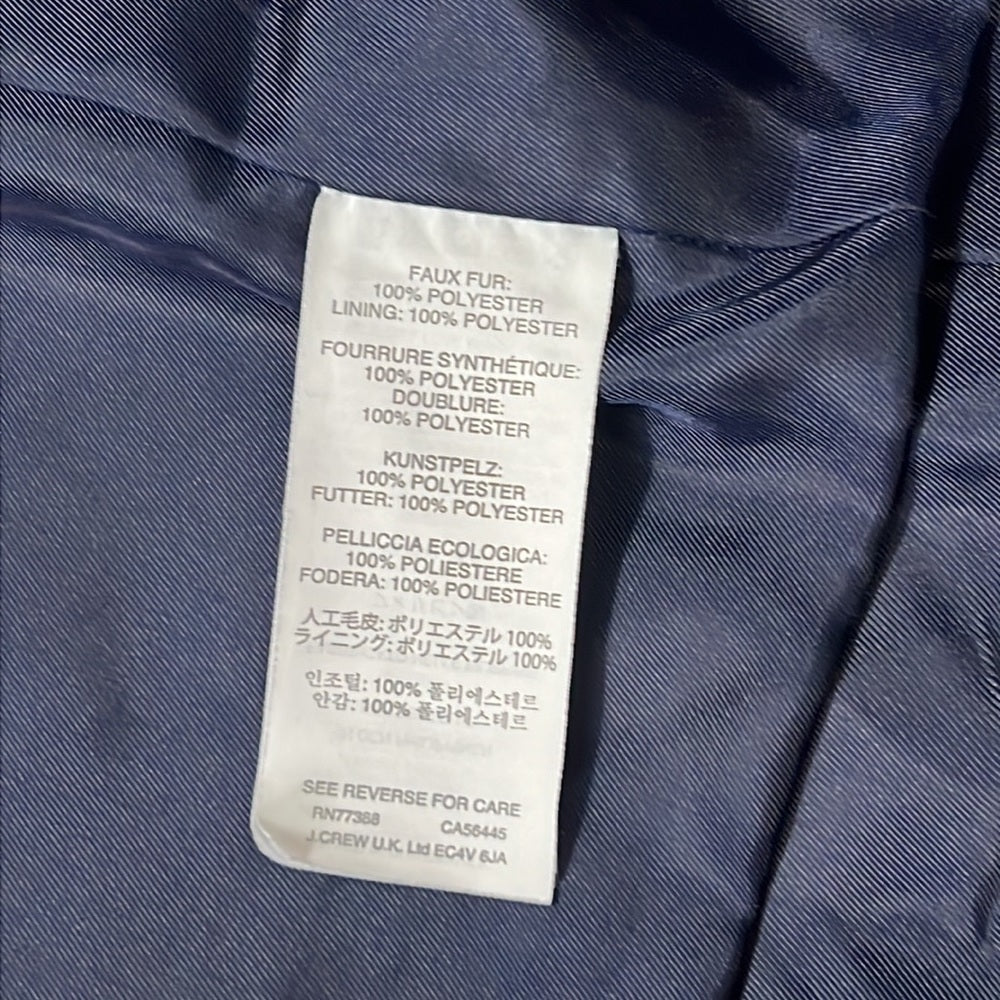 FAUX FUR:
100% POLYESTER
LINING: 100% POLYESTER
FOURRURE SYNTHÉTIQUE:
100% POLYESTER
DOUBLURE:
100% POLYESTER
KUNSTPELZ:
100% POLYESTER
FUTTER: 100% POLYESTER
PELLICCIA ECOLOGICA:
100% POLIESTERE
FODERA: 100% POLIESTERE
人工毛皮: ポリエステル 100%
ライニング: ポリエステル 100%
인조털: 100% 폴리에스테르
안감: 100% 폴리에스테르
SEE REVERSE FOR CARE
RN77388 CA56445
J.CREW U.K. Ltd EC4V 6JA